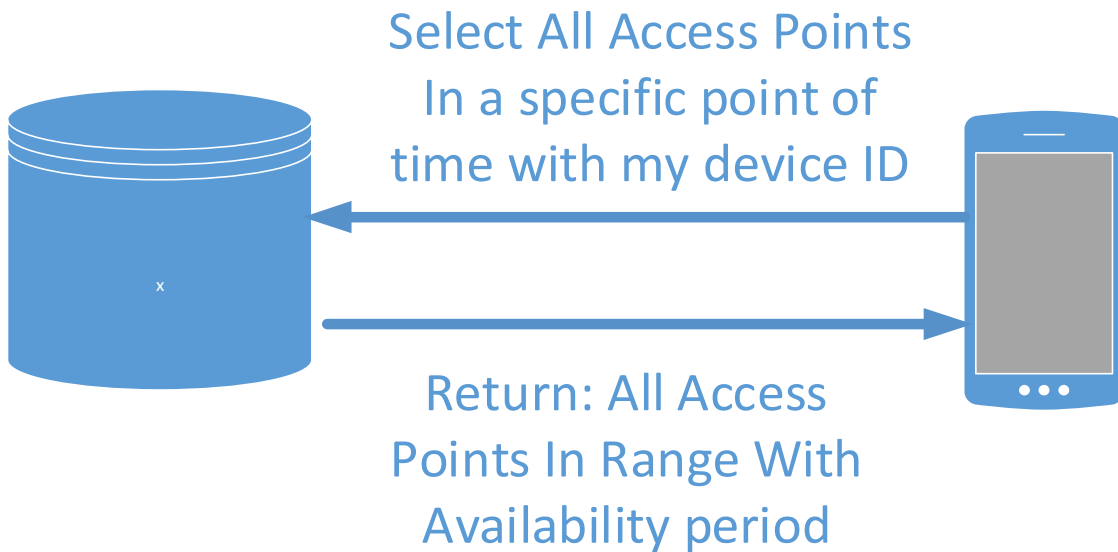 Select All Access Points
In a specific point of
time with my device ID
x
Return: All Access
Points In Range With
Availability period